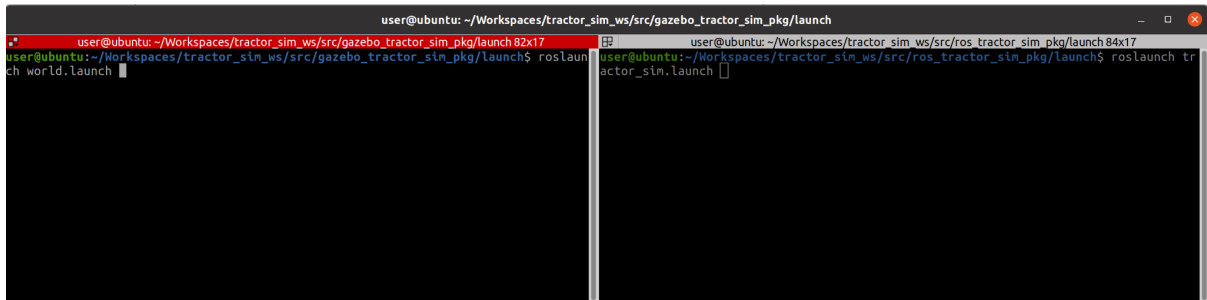 user@ubuntu: ~/Workspaces/tractor_sim_ws/src/gazebo_tractor_sim_pkg/launch
user@ubuntu: ~/Workspaces/tractor_sim_ws/src/gazebo_tractor_sim_pkg/launch 82x17
user@ubuntu:~/Workspaces/tractor_sim_ws/src/gazebo_tractor_sim_pkg/launch$ roslaun
ch world.launch
user@ubuntu: ~/Workspaces/tractor_sim_ws/src/ros_tractor_sim_pkg/launch 84x17
user@ubuntu:~/Workspaces/tractor_sim_ws/src/ros_tractor_sim_pkg/launch$ roslaunch tr
actor_sim.launch